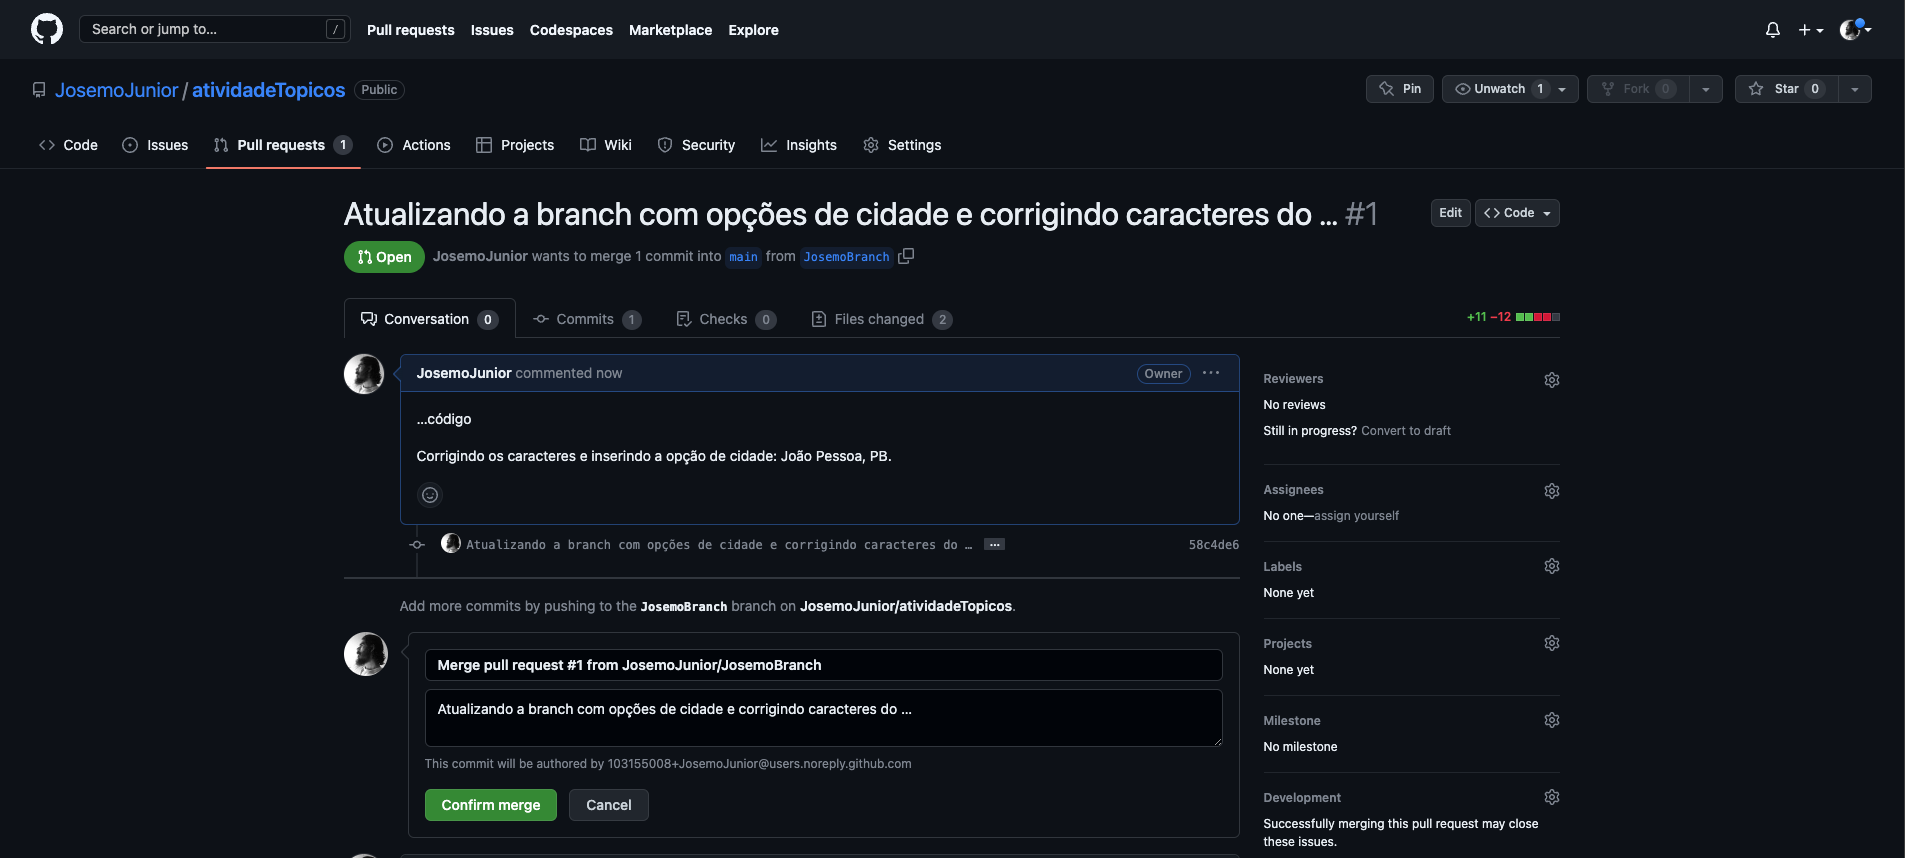 Search or jump to... /
Pull requests Issues Codespaces Marketplace Explore
JosemoJunior / atividadeTopicos Public
Pin Unwatch 1 Fork 0 Star 0
Code Issues Pull requests 1 Actions Projects Wiki Security Insights Settings
Atualizando a branch com opções de cidade e corrigindo caracteres do ... #1
Edit <> Code
Open JosemoJunior wants to merge 1 commit into main from JosemoBranch
Conversation 0 Commits 1 Checks 0 Files changed 2
+11 −12
JosemoJunior commented now Owner ...
...código
Corrigindo os caracteres e inserindo a opção de cidade: João Pessoa, PB.
Atualizando a branch com opções de cidade e corrigindo caracteres do … ... 58c4de6
Add more commits by pushing to the JosemoBranch branch on JosemoJunior/atividadeTopicos.
Merge pull request #1 from JosemoJunior/JosemoBranch
Atualizando a branch com opções de cidade e corrigindo caracteres do ...
This commit will be authored by 103155008+JosemoJunior@users.noreply.github.com
Confirm merge Cancel
Reviewers
No reviews
Still in progress? Convert to draft
Assignees
No one—assign yourself
Labels
None yet
Projects
None yet
Milestone
No milestone
Development
Successfully merging this pull request may close
these issues.